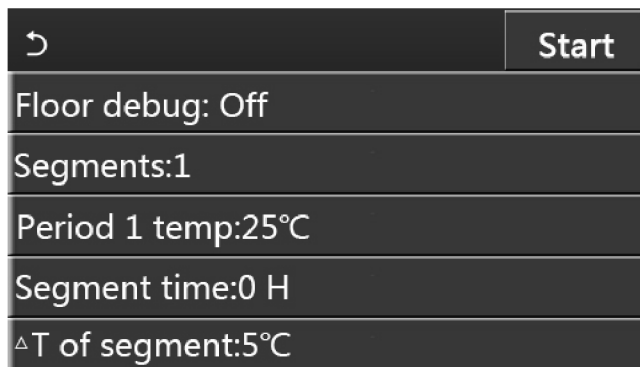 Start
Floor debug: Off
Segments:1
Period 1 temp:25℃
Segment time:0 H
△T of segment:5℃